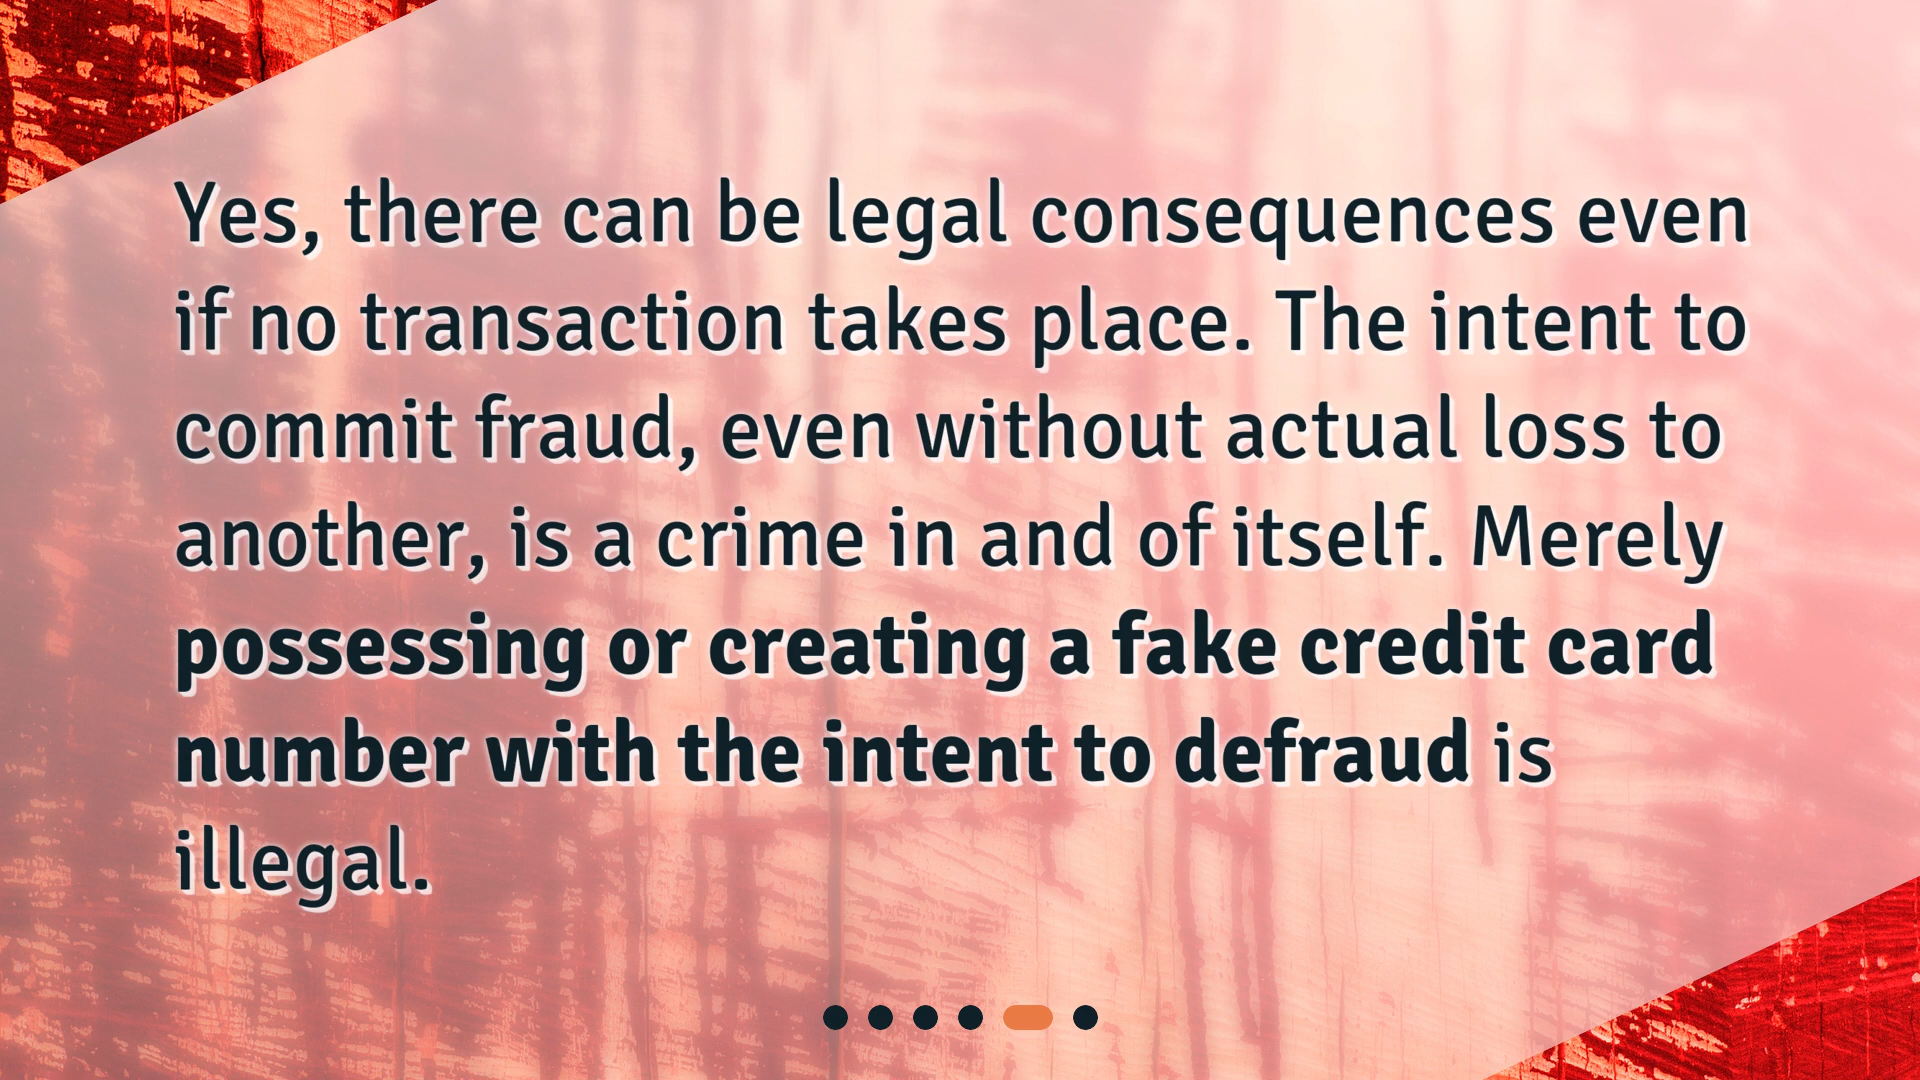 Yes, there can be legal consequences even
if no transaction takes place. The intent to
commit fraud, even without actual loss to
another, is a crime in and of itself. Merely
possessing or creating a fake credit card
number with the intent to defraud is
illegal.